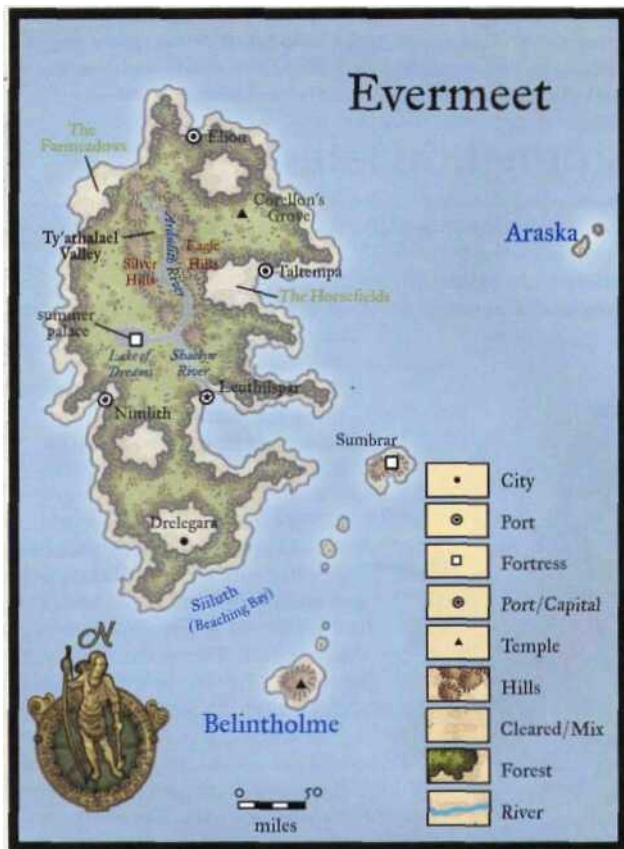 Evermeet
The
Farmeadows
Elion
Corellon's
Grove
Araska
Ty'arhalael
Valley
Ardulith River
Eagle
Hills
Silver
Hills
Taltempa
The Horsefields
summer
palace
Lake of
Dreams
Shaelyn
River
Nimlith
Leuthilspar
Sumbrar
Drelegara
Siiluth
(Beaching Bay)
Belintholme
N
0 50
miles
City
Port
Fortress
Port/Capital
Temple
Hills
Cleared/Mix
Forest
River